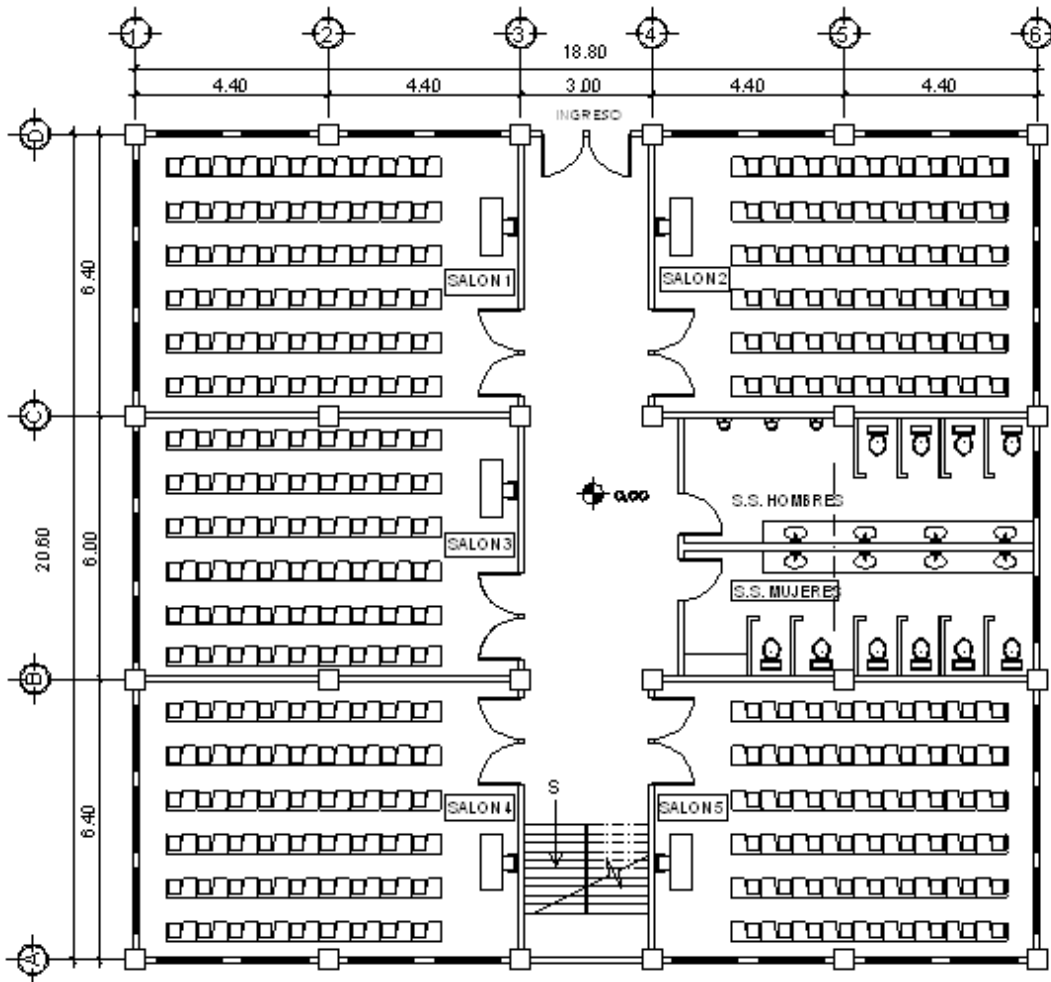 1 2 3 4 5 6
18.80
4.40 4.40 3.00 4.40 4.40
INGRESO
D
6.40
SALON 1
SALON 2
C
0.00
S.S. HOMBRES
20.60
6.00
SALON 3
S.S. MUJERES
B
S
6.40
SALON 4
SALON 5
A